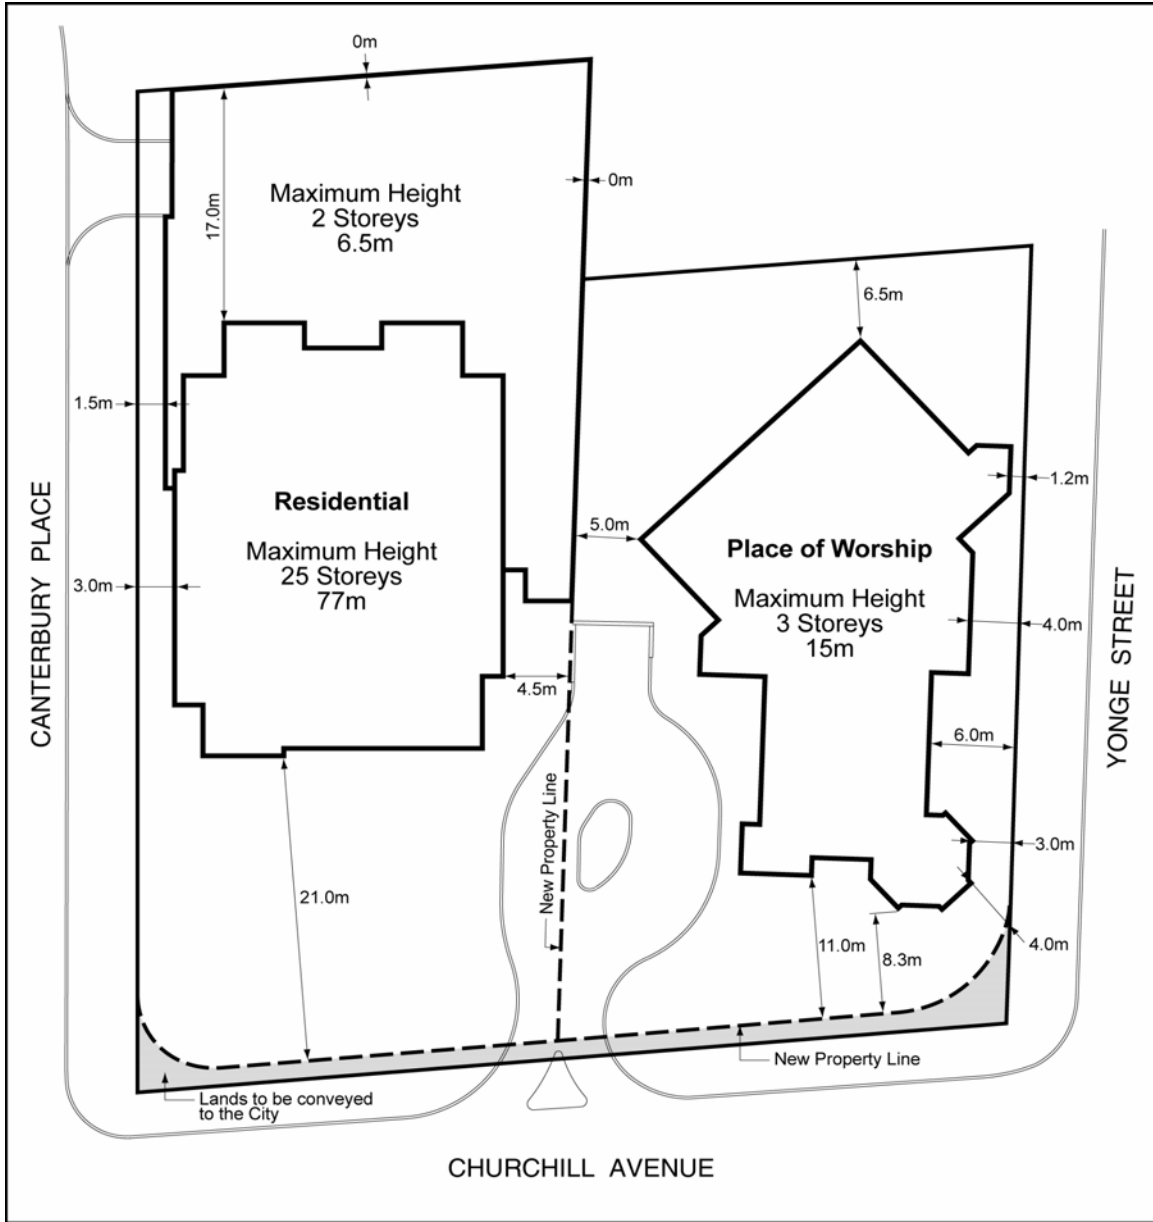 0m
0m
17.0m
Maximum Height
2 Storeys
6.5m
6.5m
1.5m
1.2m
Residential
Maximum Height
25 Storeys
77m
5.0m
Place of Worship
Maximum Height
3 Storeys
15m
3.0m
4.0m
CANTERBURY PLACE
YONGE STREET
4.5m
6.0m
New Property Line
3.0m
21.0m
11.0m
8.3m
4.0m
New Property Line
Lands to be conveyed
to the City
CHURCHILL AVENUE